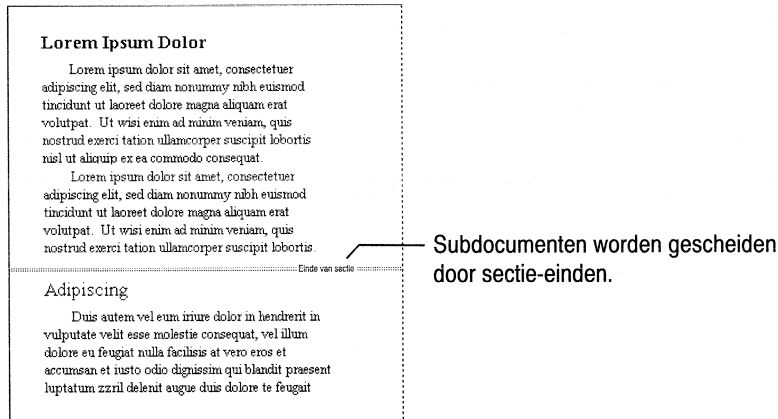 Lorem Ipsum Dolor
Lorem ipsum dolor sit amet, consectetuer
adipiscing elit, sed diam nonummy nibh euismod
tincidunt ut laoreet dolore magna aliquam erat
volutpat. Ut wisi enim ad minim veniam, quis
nostrud exerci tation ullamcorper suscipit lobortis
nisl ut aliquip ex ea commodo consequat.
Lorem ipsum dolor sit amet, consectetuer
adipiscing elit, sed diam nonummy nibh euismod
tincidunt ut laoreet dolore magna aliquam erat
volutpat. Ut wisi enim ad minim veniam, quis
nostrud exerci tation ullamcorper suscipit lobortis.
Einde van sectie
Adipiscing
Duis autem vel eum iriure dolor in hendrerit in
vulputate velit esse molestie consequat, vel illum
dolore eu feugiat nulla facilisis at vero eros et
accumsan et iusto odio dignissim qui blandit praesent
luptatum zzril delenit augue duis dolore te feugait
Subdocumenten worden gescheiden
door sectie-einden.